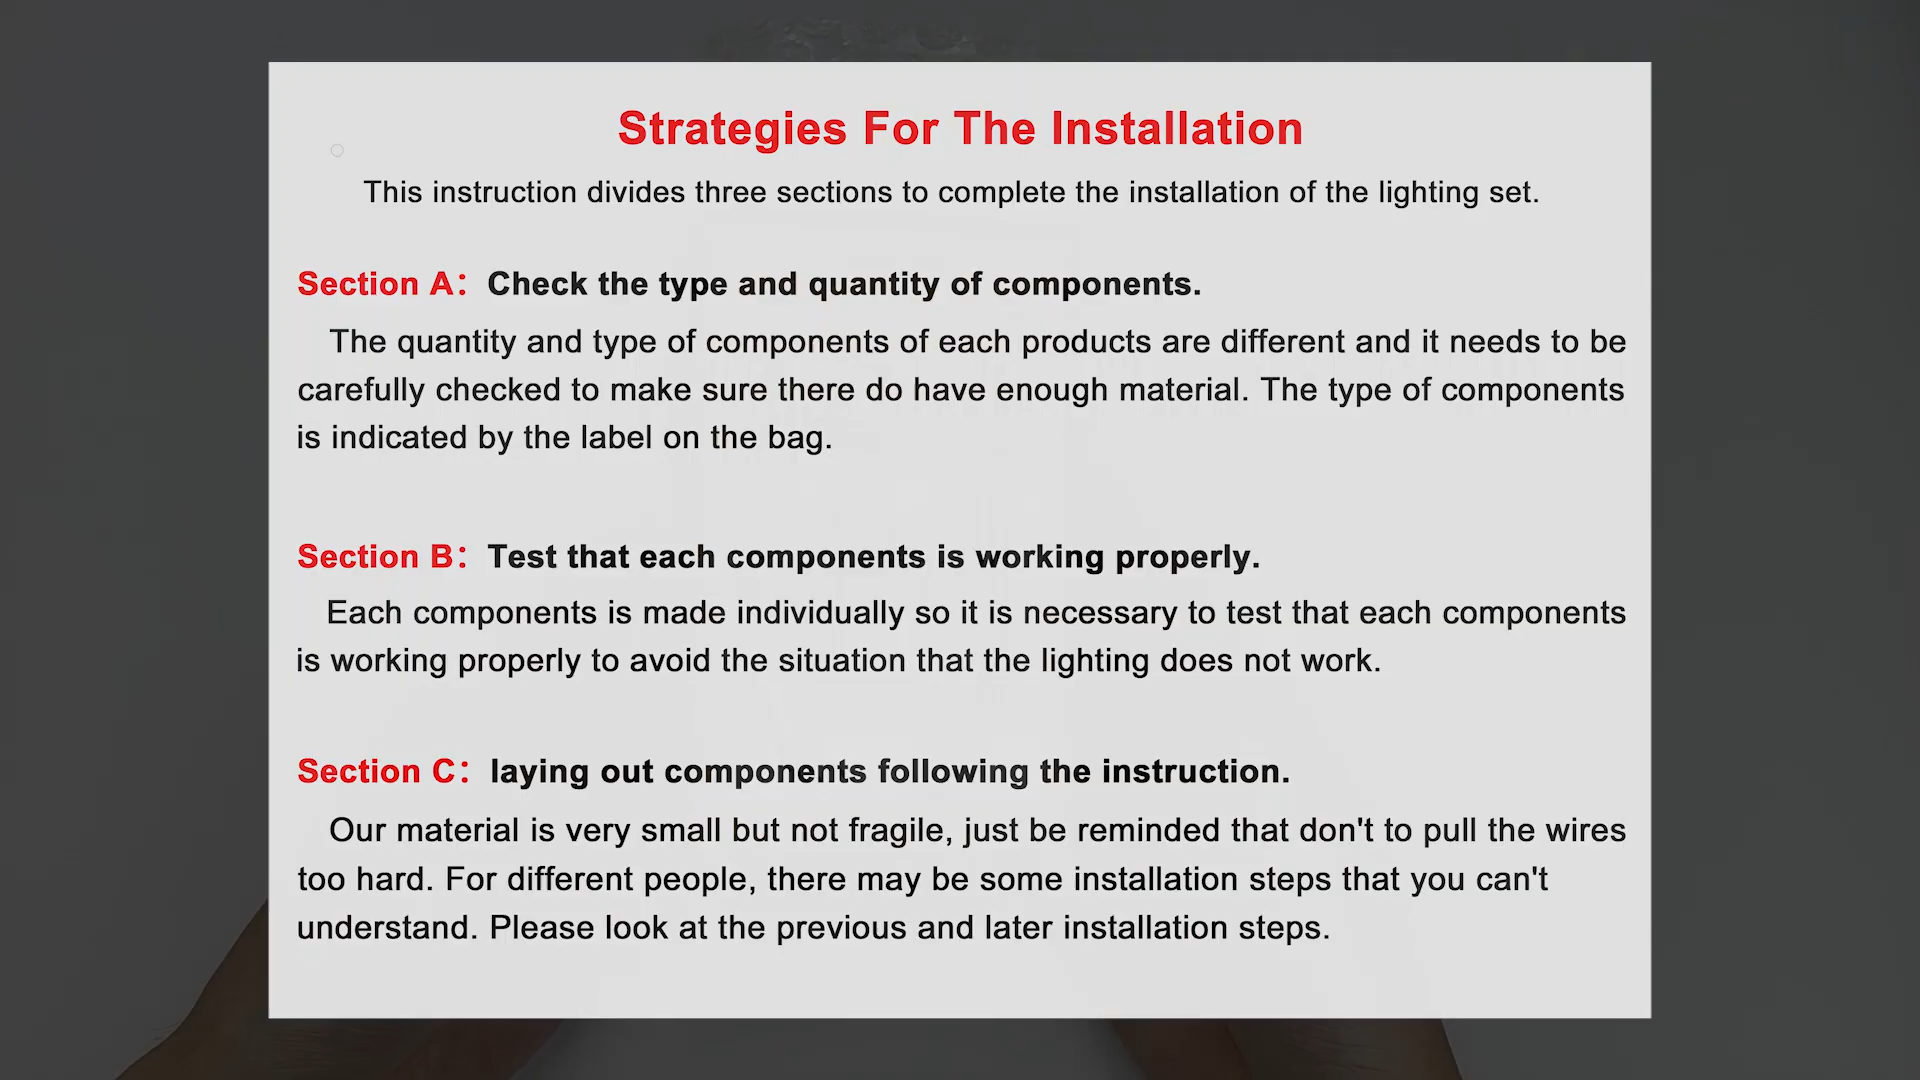 Strategies For The Installation
This instruction divides three sections to complete the installation of the lighting set.
Section A: Check the type and quantity of components.
The quantity and type of components of each products are different and it needs to be
carefully checked to make sure there do have enough material. The type of components
is indicated by the label on the bag.
Section B: Test that each components is working properly.
Each components is made individually so it is necessary to test that each components
is working properly to avoid the situation that the lighting does not work.
Section C: laying out components following the instruction.
Our material is very small but not fragile, just be reminded that don't to pull the wires
too hard. For different people, there may be some installation steps that you can't
understand. Please look at the previous and later installation steps.